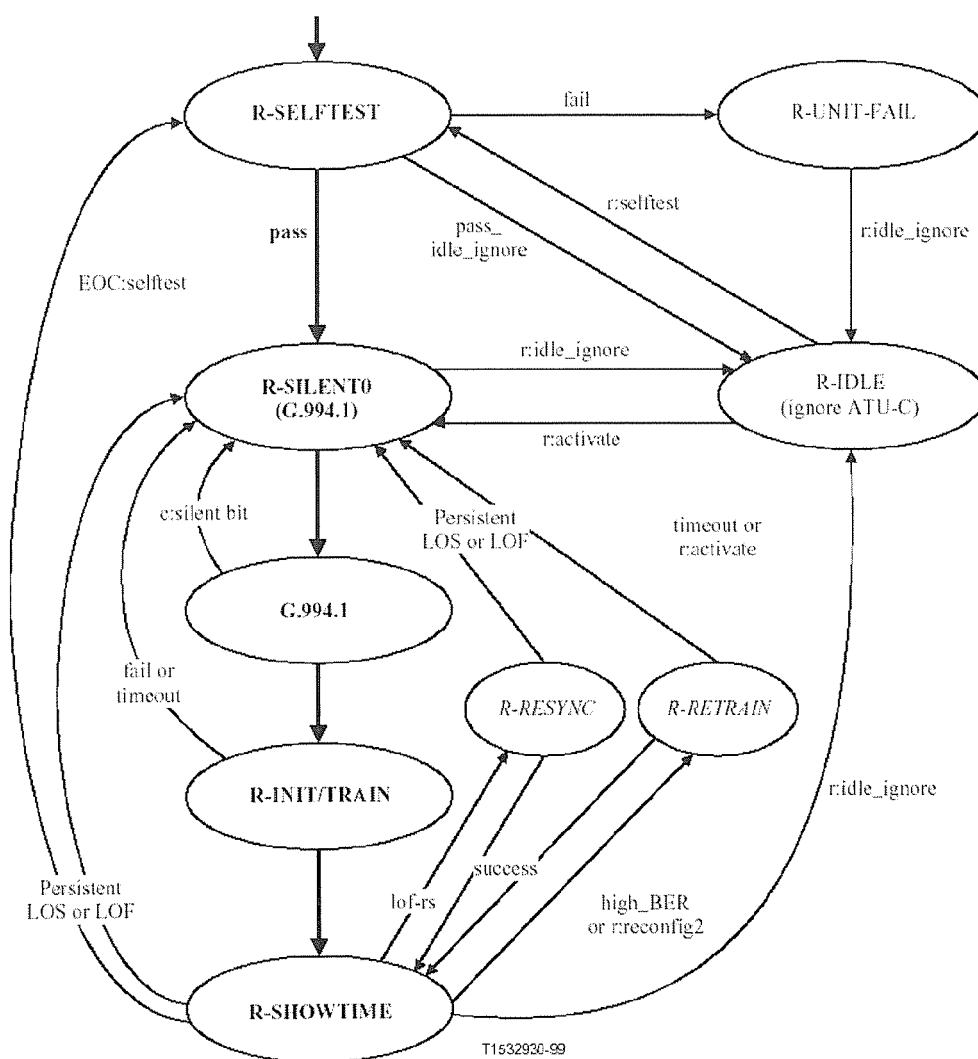 R-SELFTEST
fail
R-UNIT-FAIL
r:selftest
pass
pass_
idle_ignore
r:idle_ignore
EOC:selftest
r:idle_ignore
R-SILENT0
(G.994.1)
R-IDLE
(ignore ATU-C)
r:activate
c:silent bit
Persistent
LOS or LOF
timeout or
r:activate
G.994.1
fail or
timeout
R-RESYNC
R-RETRAIN
R-INIT/TRAIN
r:idle_ignore
Persistent
LOS or LOF
lof-rs
success
high_BER
or r:reconfig2
R-SHOWTIME
T1532930-99